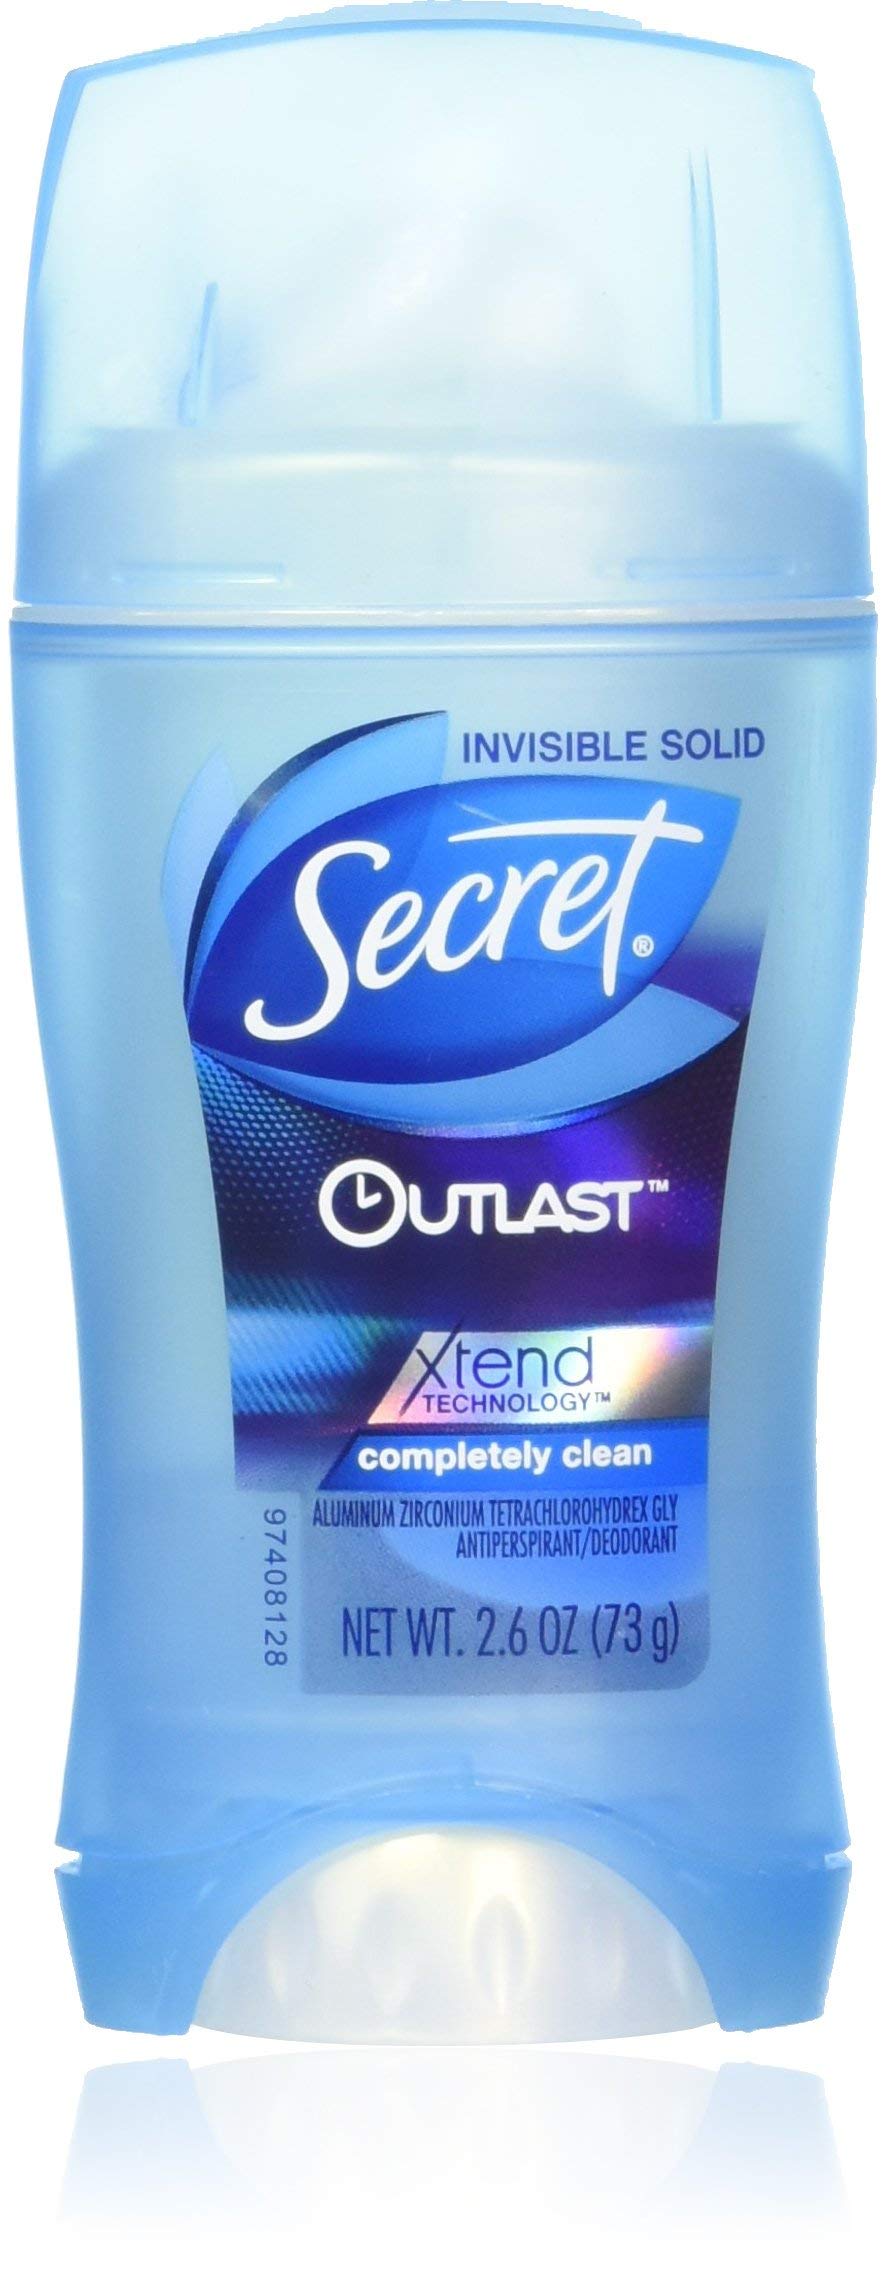 INVISIBLE SOLID
Secret®
OUTLAST™
Xtend
TECHNOLOGY™
completely clean
ALUMINUM ZIRCONIUM TETRACHLOROHYDREX GLY
ANTIPERSPIRANT/DEODORANT
NET WT. 2.6 OZ (73 g)
97408128